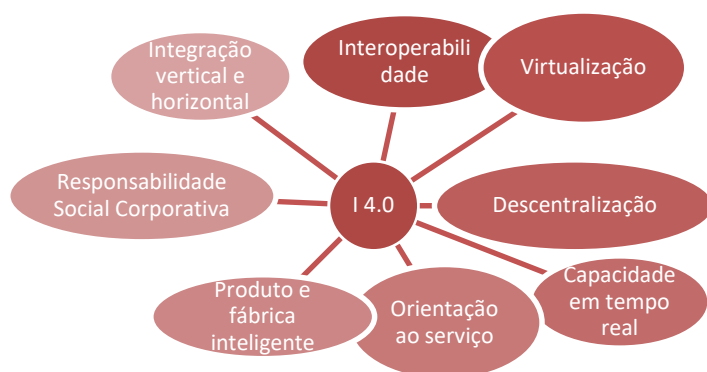 Integração
vertical e
horizontal
Interoperabili
dade
Virtualização
Responsabilidade
Social Corporativa
I 4.0
Descentralização
Produto e
fábrica
inteligente
Orientação
ao serviço
Capacidade
em tempo
real